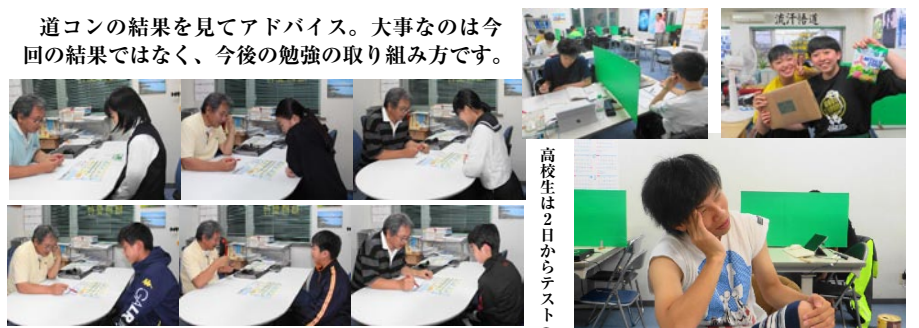 道コンの結果を見てアドバイス。大事なのは今
回の結果ではなく、今後の勉強の取り組み方です。
流汗悟道
高校生は２日からテスト
GALR